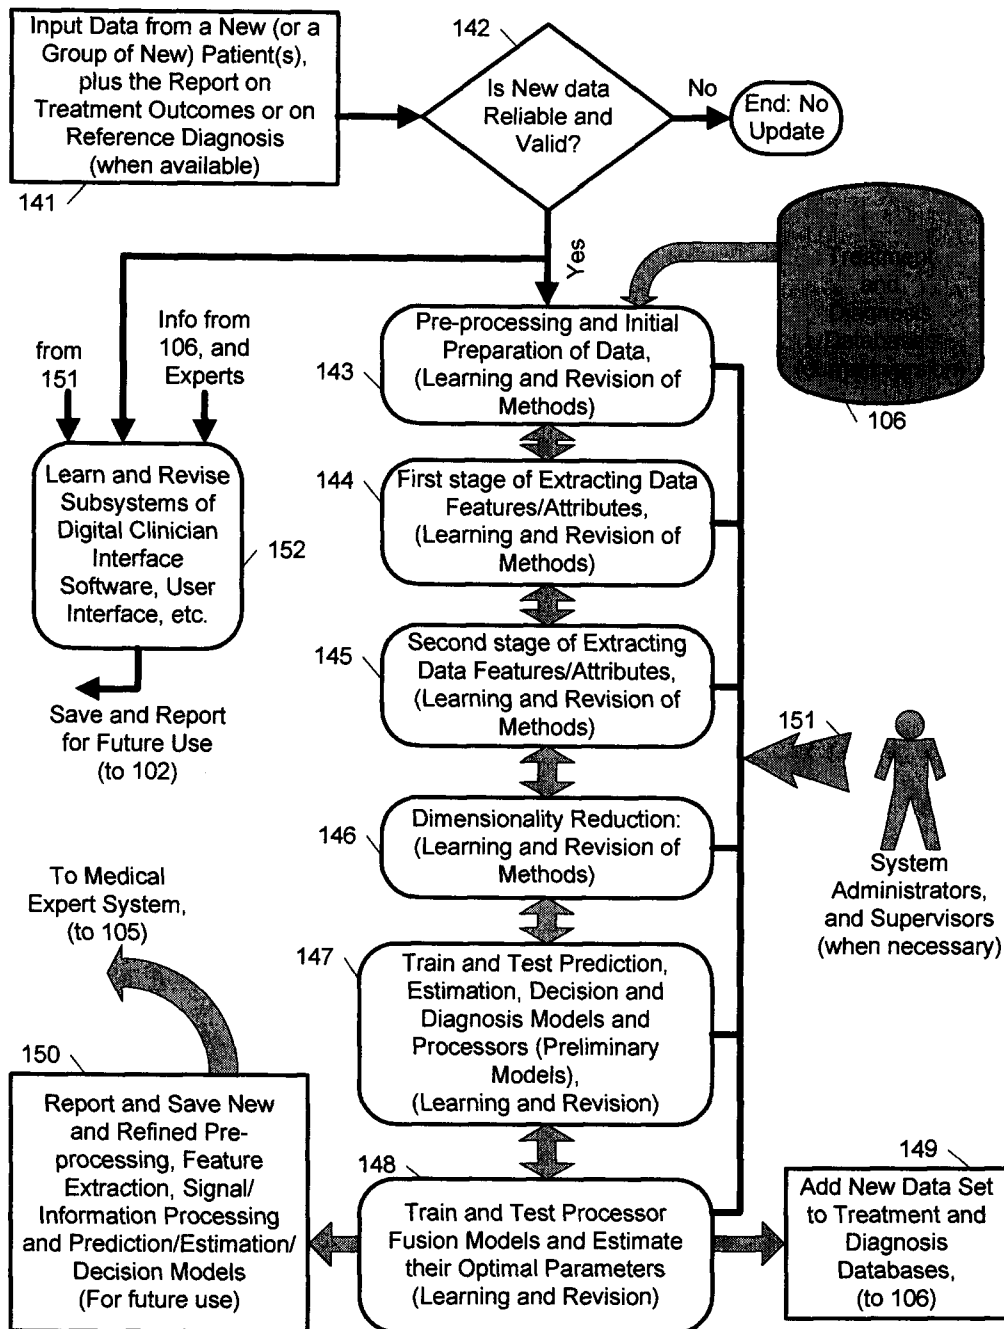 Input Data from a New (or a
Group of New) Patient(s),
plus the Report on
Treatment Outcomes or on
Reference Diagnosis
(when available)
141
142
Is New data
Reliable and
Valid?
No
End: No
Update
Yes
Treatment
and
Diagnosis
Databases
106
from
151
Info from
106, and
Experts
Learn and Revise
Subsystems of
Digital Clinician
Interface
Software, User
Interface, etc.
152
Save and Report
for Future Use
(to 102)
Pre-processing and Initial
Preparation of Data,
(Learning and Revision of
Methods)
143
144
First stage of Extracting Data
Features/Attributes,
(Learning and Revision of
Methods)
145
Second stage of Extracting
Data Features/Attributes,
(Learning and Revision of
Methods)
151
System
Administrators,
and Supervisors
(when necessary)
146
Dimensionality Reduction:
(Learning and Revision of
Methods)
To Medical
Expert System,
(to 105)
147
Train and Test Prediction,
Estimation, Decision and
Diagnosis Models and
Processors (Preliminary
Models),
(Learning and Revision)
150
Report and Save New
and Refined Pre-
processing, Feature
Extraction, Signal/
Information Processing
and Prediction/Estimation/
Decision Models
(For future use)
148
Train and Test Processor
Fusion Models and Estimate
their Optimal Parameters
(Learning and Revision)
149
Add New Data Set
to Treatment and
Diagnosis
Databases,
(to 106)